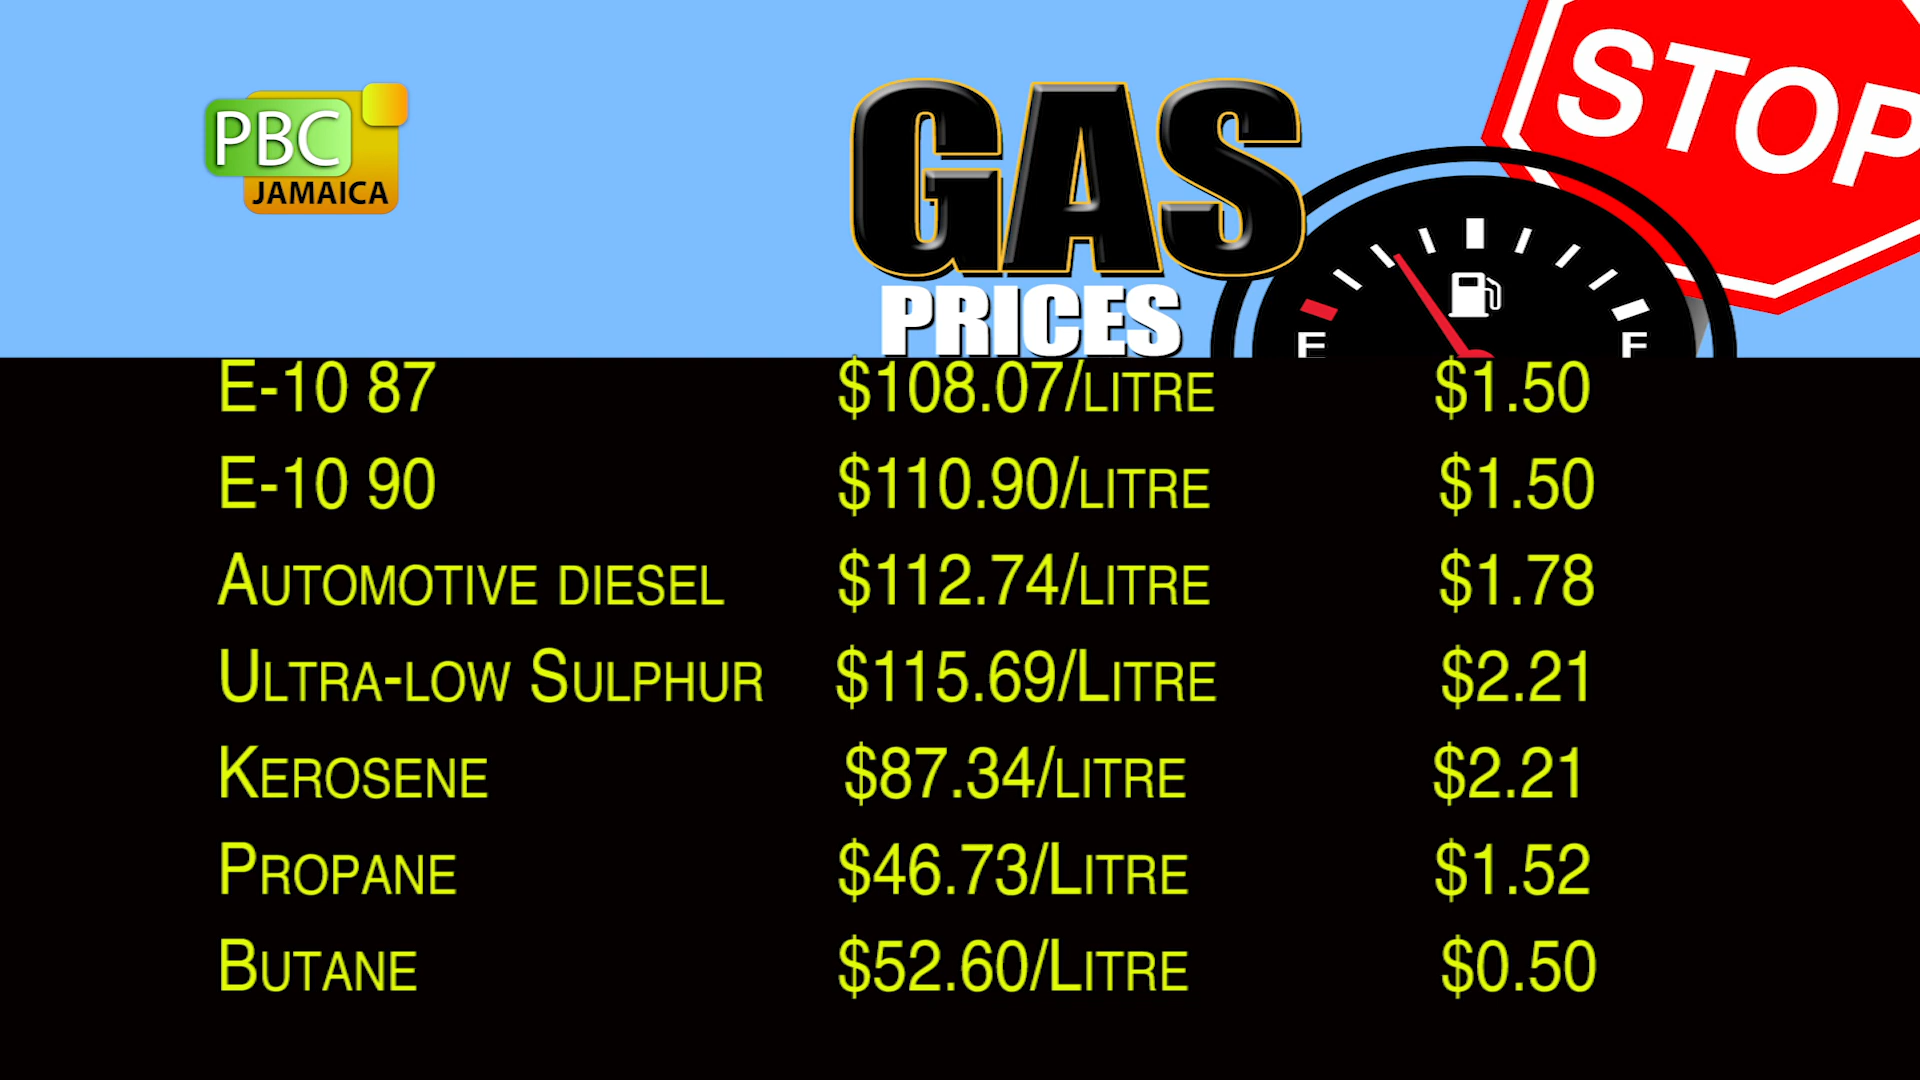 PBC
JAMAICA
GAS
PRICES
STOP
E F
E-10 87 $108.07/LITRE $1.50
E-10 90 $110.90/LITRE $1.50
AUTOMOTIVE DIESEL $112.74/LITRE $1.78
ULTRA-LOW SULPHUR $115.69/LITRE $2.21
KEROSENE $87.34/LITRE $2.21
PROPANE $46.73/LITRE $1.52
BUTANE $52.60/LITRE $0.50